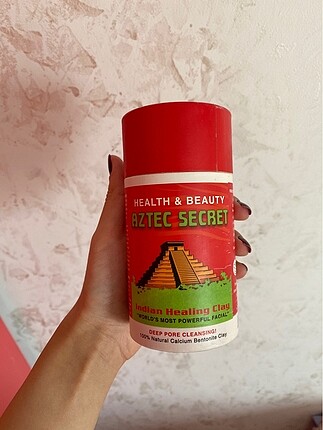 HEALTH & BEAUTY
AZTEC SECRET
Indian Healing Clay
"WORLD'S MOST POWERFUL FACIAL"
DEEP PORE CLEANSING!
100% Natural Calcium Bentonite Clay